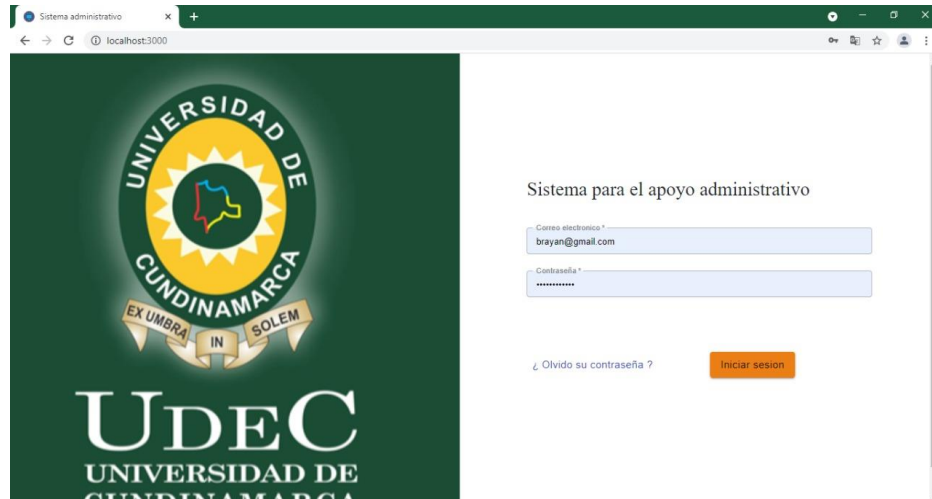 Sistema administrativo
localhost:3000
UNIVERSIDAD DE
CUNDINAMARCA
EX UMBRA
IN
SOLEM
UDEC
UNIVERSIDAD DE
CUNDINAMARCA
Sistema para el apoyo administrativo
Correo electronico *
brayan@gmail.com
Contraseña *
••••••••••••
¿ Olvido su contraseña ?
Iniciar sesion